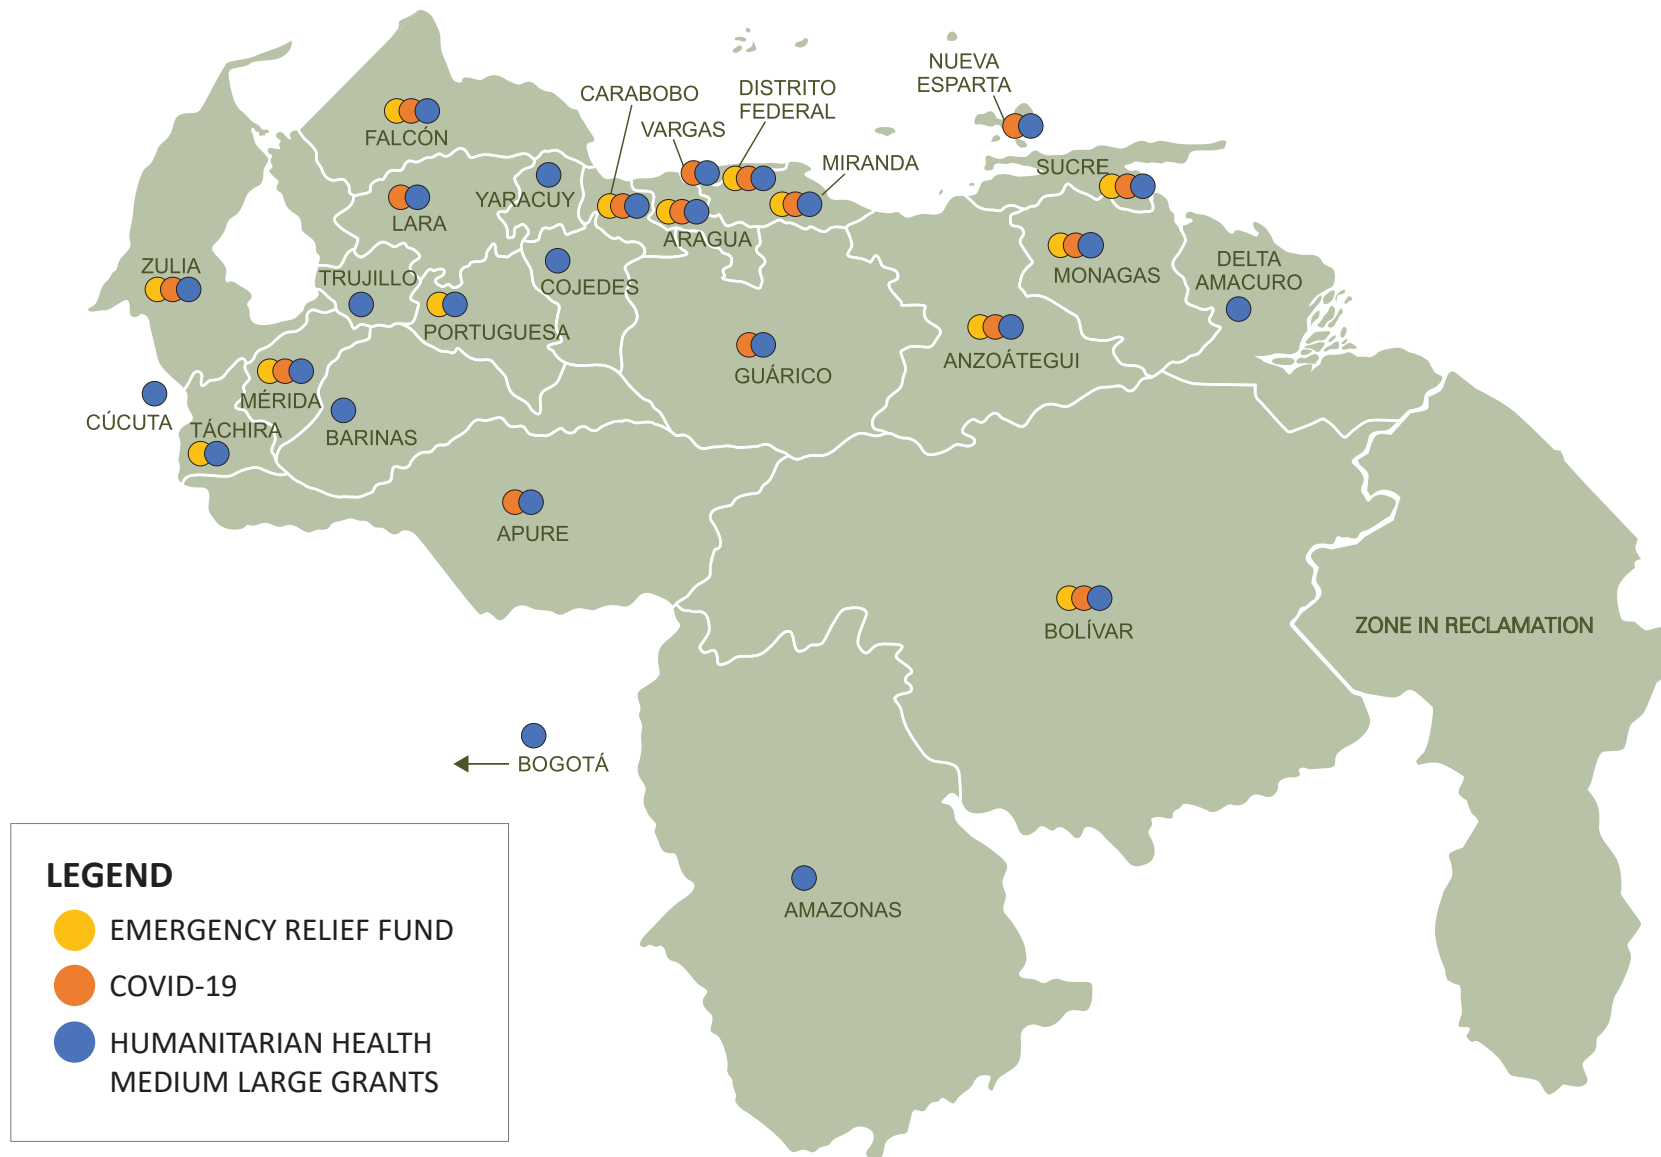 NUEVA
ESPARTA
CARABOBO
DISTRITO
FEDERAL
VARGAS
FALCÓN
MIRANDA
SUCRE
YARACUY
LARA
ARAGUA
ZULIA
TRUJILLO
COJEDES
MONAGAS
DELTA
AMACURO
PORTUGUESA
ANZOÁTEGUI
GUÁRICO
MÉRIDA
CÚCUTA
TÁCHIRA
BARINAS
APURE
BOLÍVAR
ZONE IN RECLAMATION
BOGOTÁ
AMAZONAS
LEGEND
EMERGENCY RELIEF FUND
COVID-19
HUMANITARIAN HEALTH
MEDIUM LARGE GRANTS